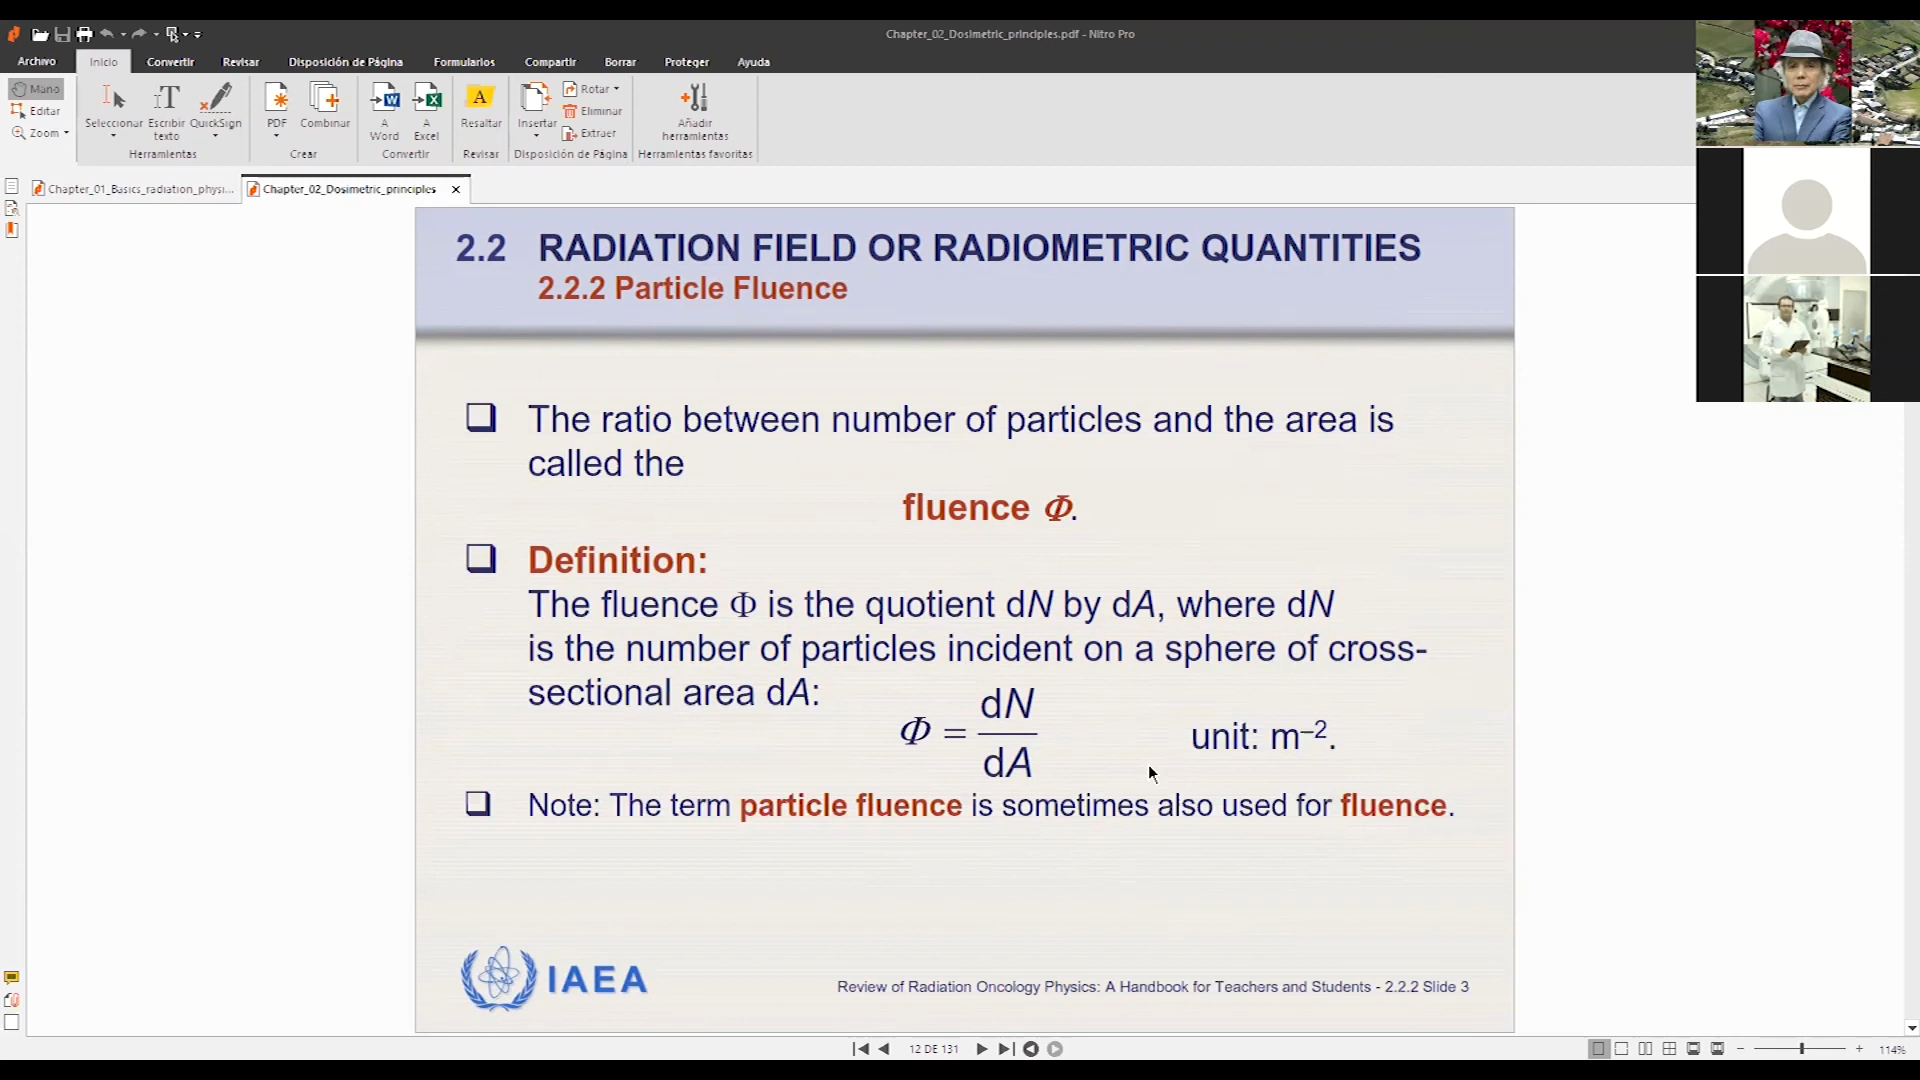 Chapter_02_Dosimetric_principles.pdf - Nitro Pro
Archivo Inicio Convertir Revisar Disposición de Página Formularios Compartir Borrar Proteger Ayuda
Mano
Editar
Zoom
Seleccionar
Escribir texto
QuickSign
Herramientas
PDF
Combinar
Crear
A Word
A Excel
Convertir
Resaltar
Revisar
Insertar
Rotar
Eliminar
Extraer
Disposición de Página
Añadir herramientas
Herramientas favoritas
Chapter_01_Basics_radiation_physi...
Chapter_02_Dosimetric_principles
2.2 RADIATION FIELD OR RADIOMETRIC QUANTITIES
2.2.2 Particle Fluence
❑ The ratio between number of particles and the area is
called the
fluence Φ.
❑ Definition:
The fluence Φ is the quotient dN by dA, where dN
is the number of particles incident on a sphere of cross-
sectional area dA:
Φ = dN/dA unit: m⁻².
❑ Note: The term particle fluence is sometimes also used for fluence.
IAEA
Review of Radiation Oncology Physics: A Handbook for Teachers and Students - 2.2.2 Slide 3
12 DE 131
114%